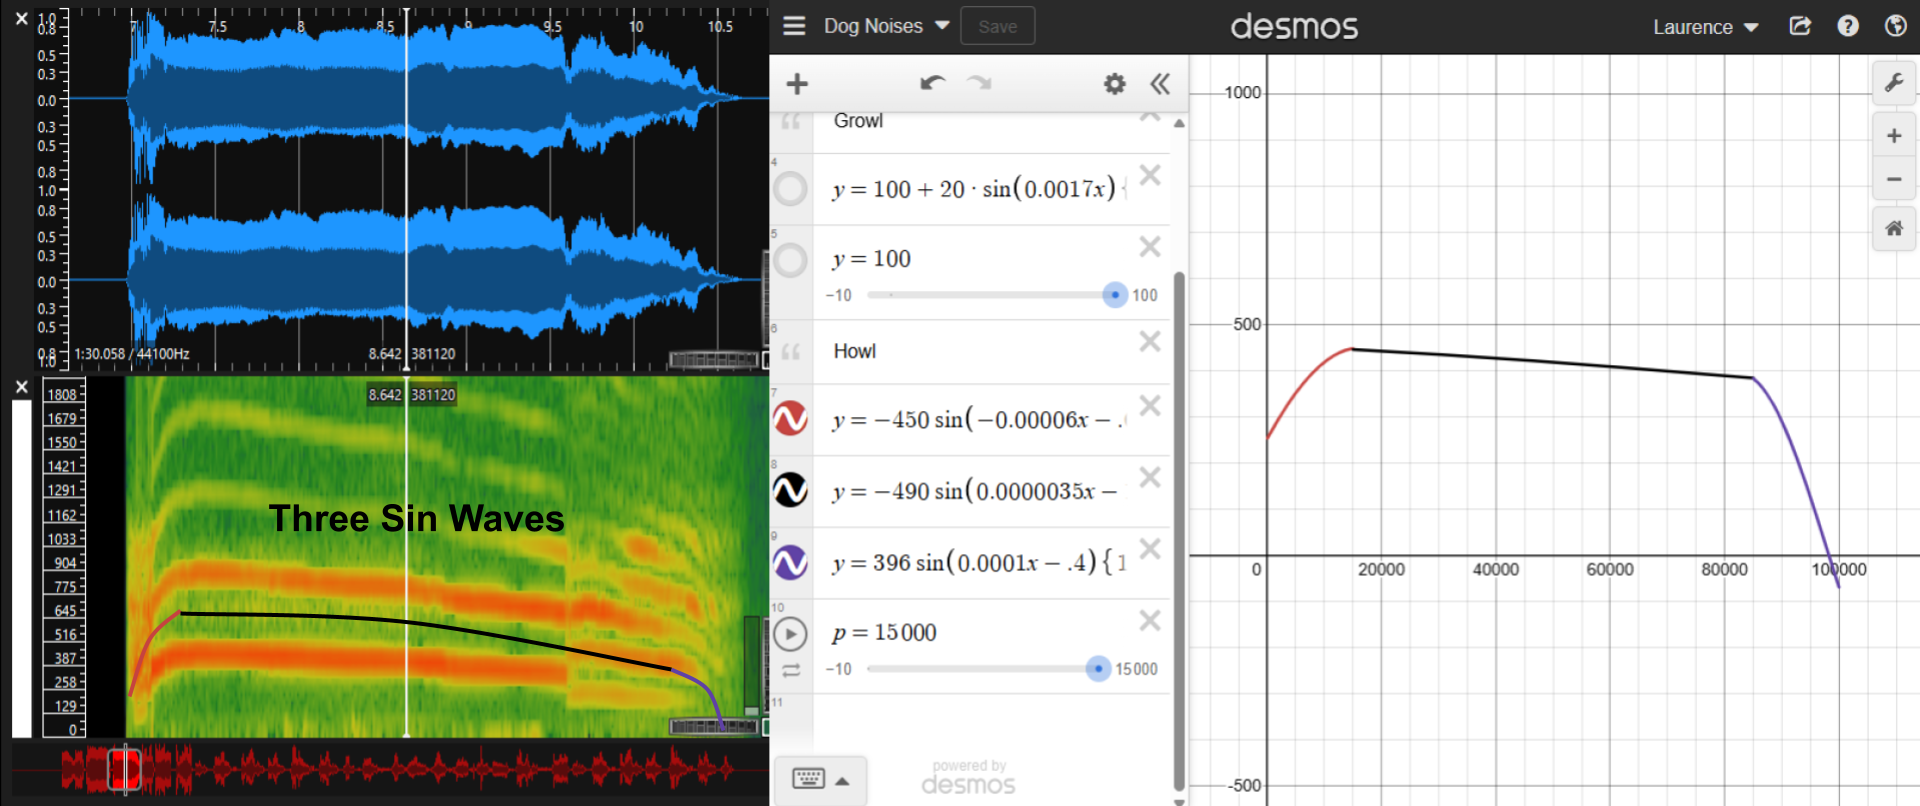 1.0
0.8
0.5
0.3
0.0
0.3
0.5
0.8
1.0
0.8
0.5
0.3
0.0
0.3
0.5
0.8
1.0
7 7.5 8 8.5 9 9.5 10 10.5
1:30.058 / 44100Hz
8.642 381120
8.642 381120
1808
1679
1550
1421
1291
1162
1033
904
775
645
516
387
258
129
0
Three Sin Waves
Dog Noises
Save
desmos
Laurence
Growl
4
y = 100 + 20 · sin(0.0017x) {
5
y = 100
-10 100
6
Howl
7
y = −450 sin(−0.00006x − .
8
y = −490 sin(0.0000035x −
9
y = 396 sin(0.0001x − .4) { 1
10
p = 15000
-10 15000
11
powered by
desmos
1000
500
0 20000 40000 60000 80000 100000
-500